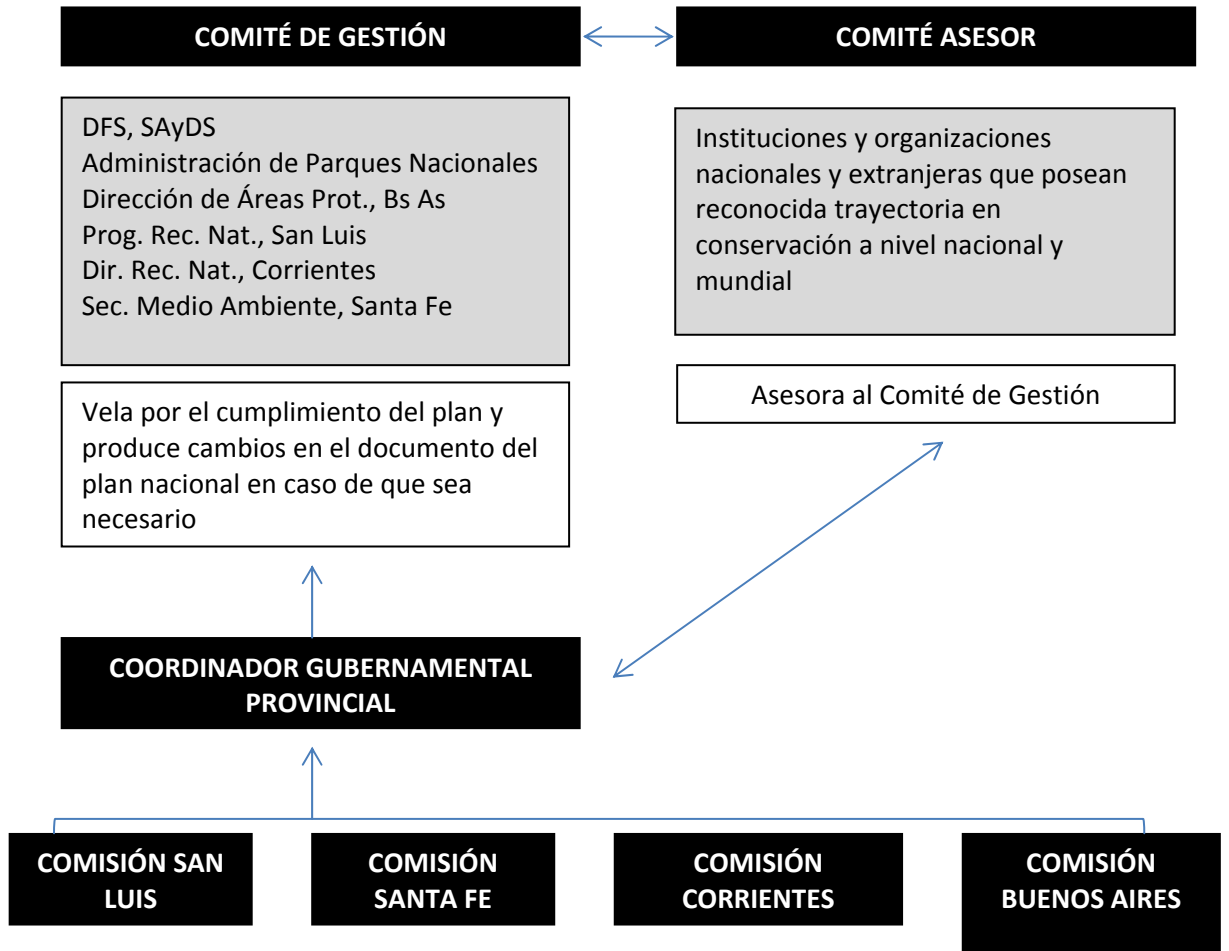 COMITÉ DE GESTIÓN
COMITÉ ASESOR
DFS, SAyDS
Administración de Parques Nacionales
Dirección de Áreas Prot., Bs As
Prog. Rec. Nat., San Luis
Dir. Rec. Nat., Corrientes
Sec. Medio Ambiente, Santa Fe
Instituciones y organizaciones
nacionales y extranjeras que posean
reconocida trayectoria en
conservación a nivel nacional y
mundial
Vela por el cumplimiento del plan y
produce cambios en el documento del
plan nacional en caso de que sea
necesario
Asesora al Comité de Gestión
COORDINADOR GUBERNAMENTAL
PROVINCIAL
COMISIÓN SAN
LUIS
COMISIÓN
SANTA FE
COMISIÓN
CORRIENTES
COMISIÓN
BUENOS AIRES